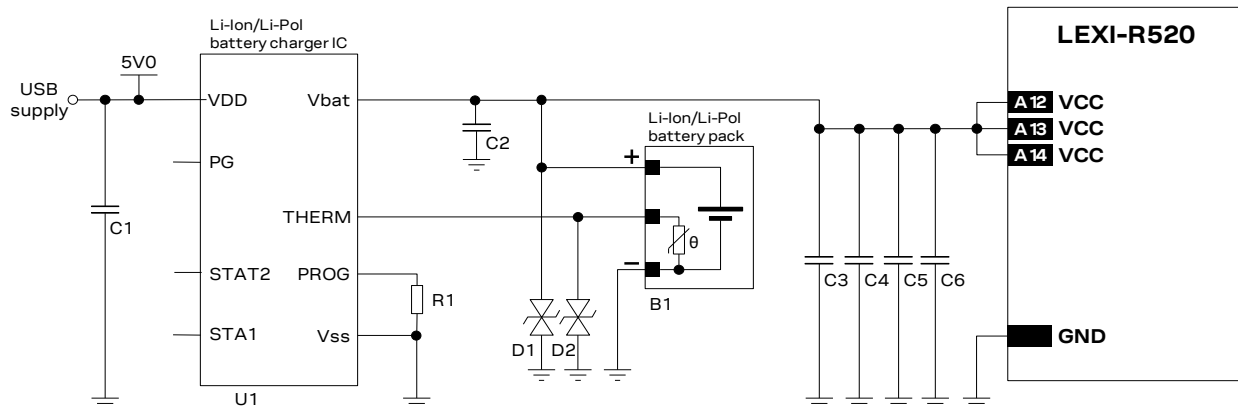 Li-Ion/Li-Pol
battery charger IC
LEXI-R520
5V0
USB
supply
VDD
Vbat
A12 VCC
Li-Ion/Li-Pol
battery pack
A13 VCC
C2
+
A14 VCC
PG
THERM
C1
θ
STAT2
PROG
−
C3
C4
C5
C6
R1
B1
STA1
Vss
GND
D1
D2
U1